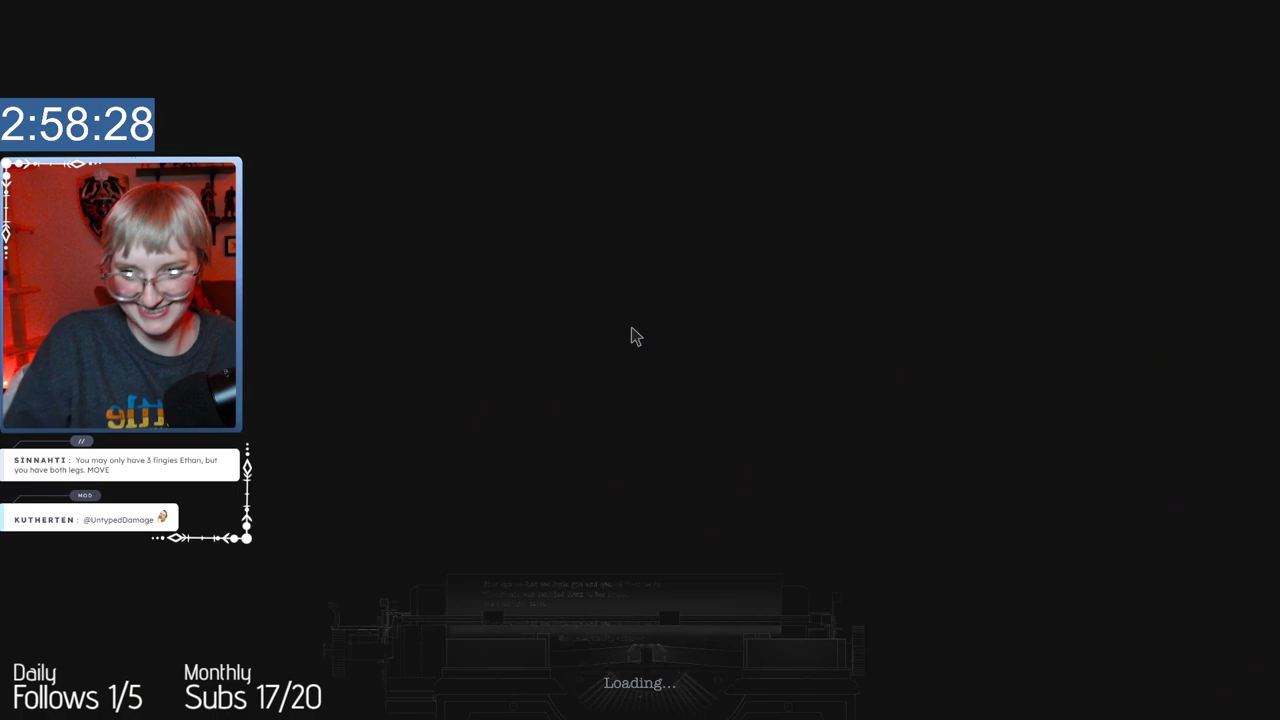 2:58:28
//
SINNAHTI : You may only have 3 fingies Ethan, but
you have both legs. MOVE
MOD
KUTHERTEN : @UntypedDamage
Daily
Follows 1/5
Monthly
Subs 17/20
Loading...